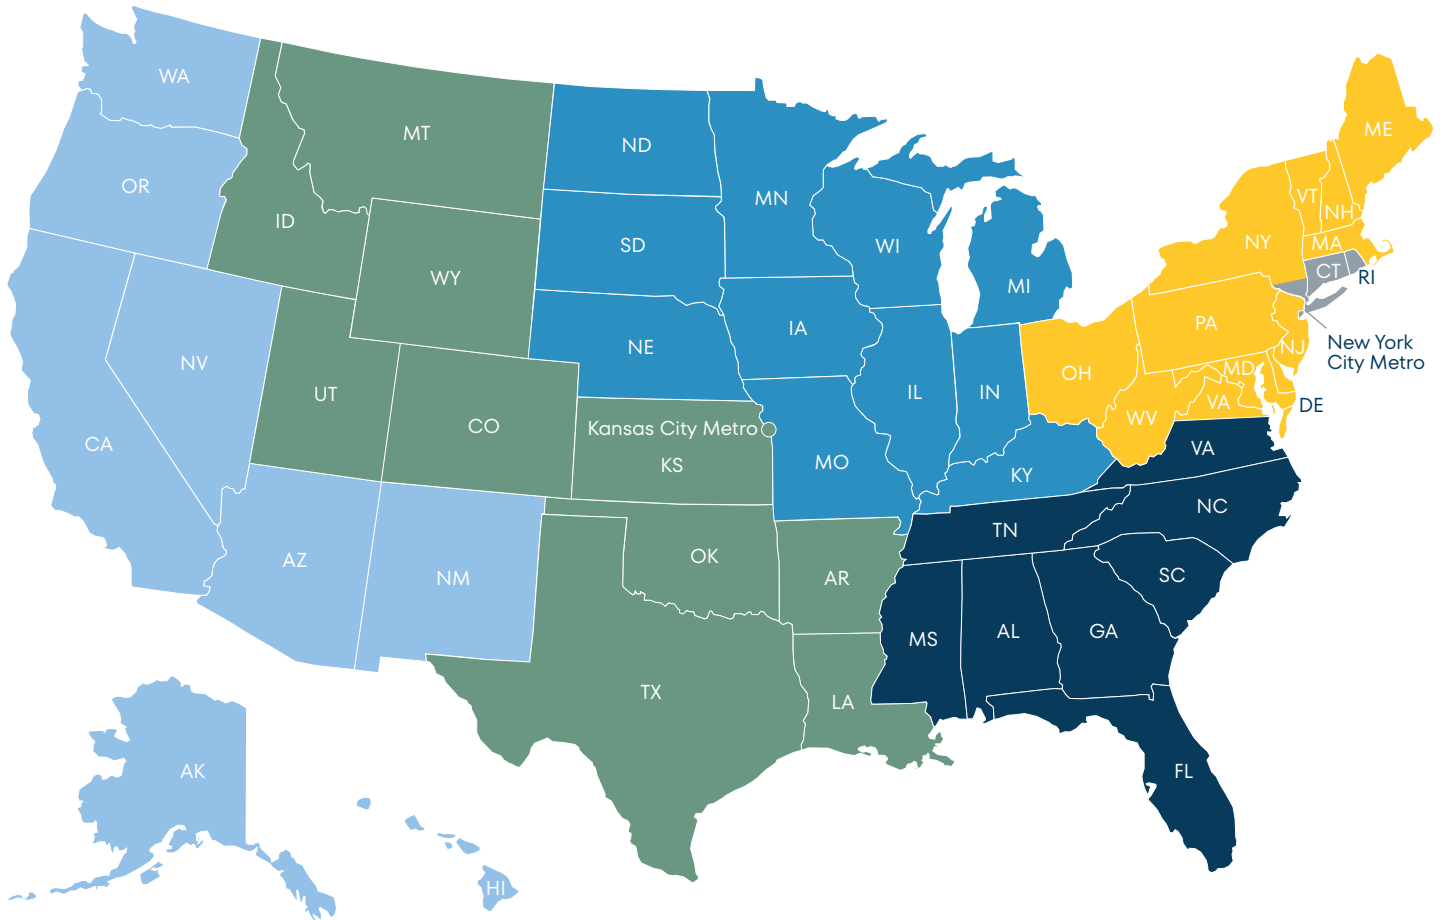 WA
MT
ND
ME
OR
ID
MN
VT
NH
SD
WI
NY
MA
WY
MI
CT
RI
NV
NE
IA
PA
New York
City Metro
NJ
UT
CO
IL
IN
OH
MD
VA
DE
CA
Kansas City Metro
KS
MO
KY
WV
VA
AZ
NM
OK
AR
TN
NC
SC
TX
LA
MS
AL
GA
AK
HI
FL